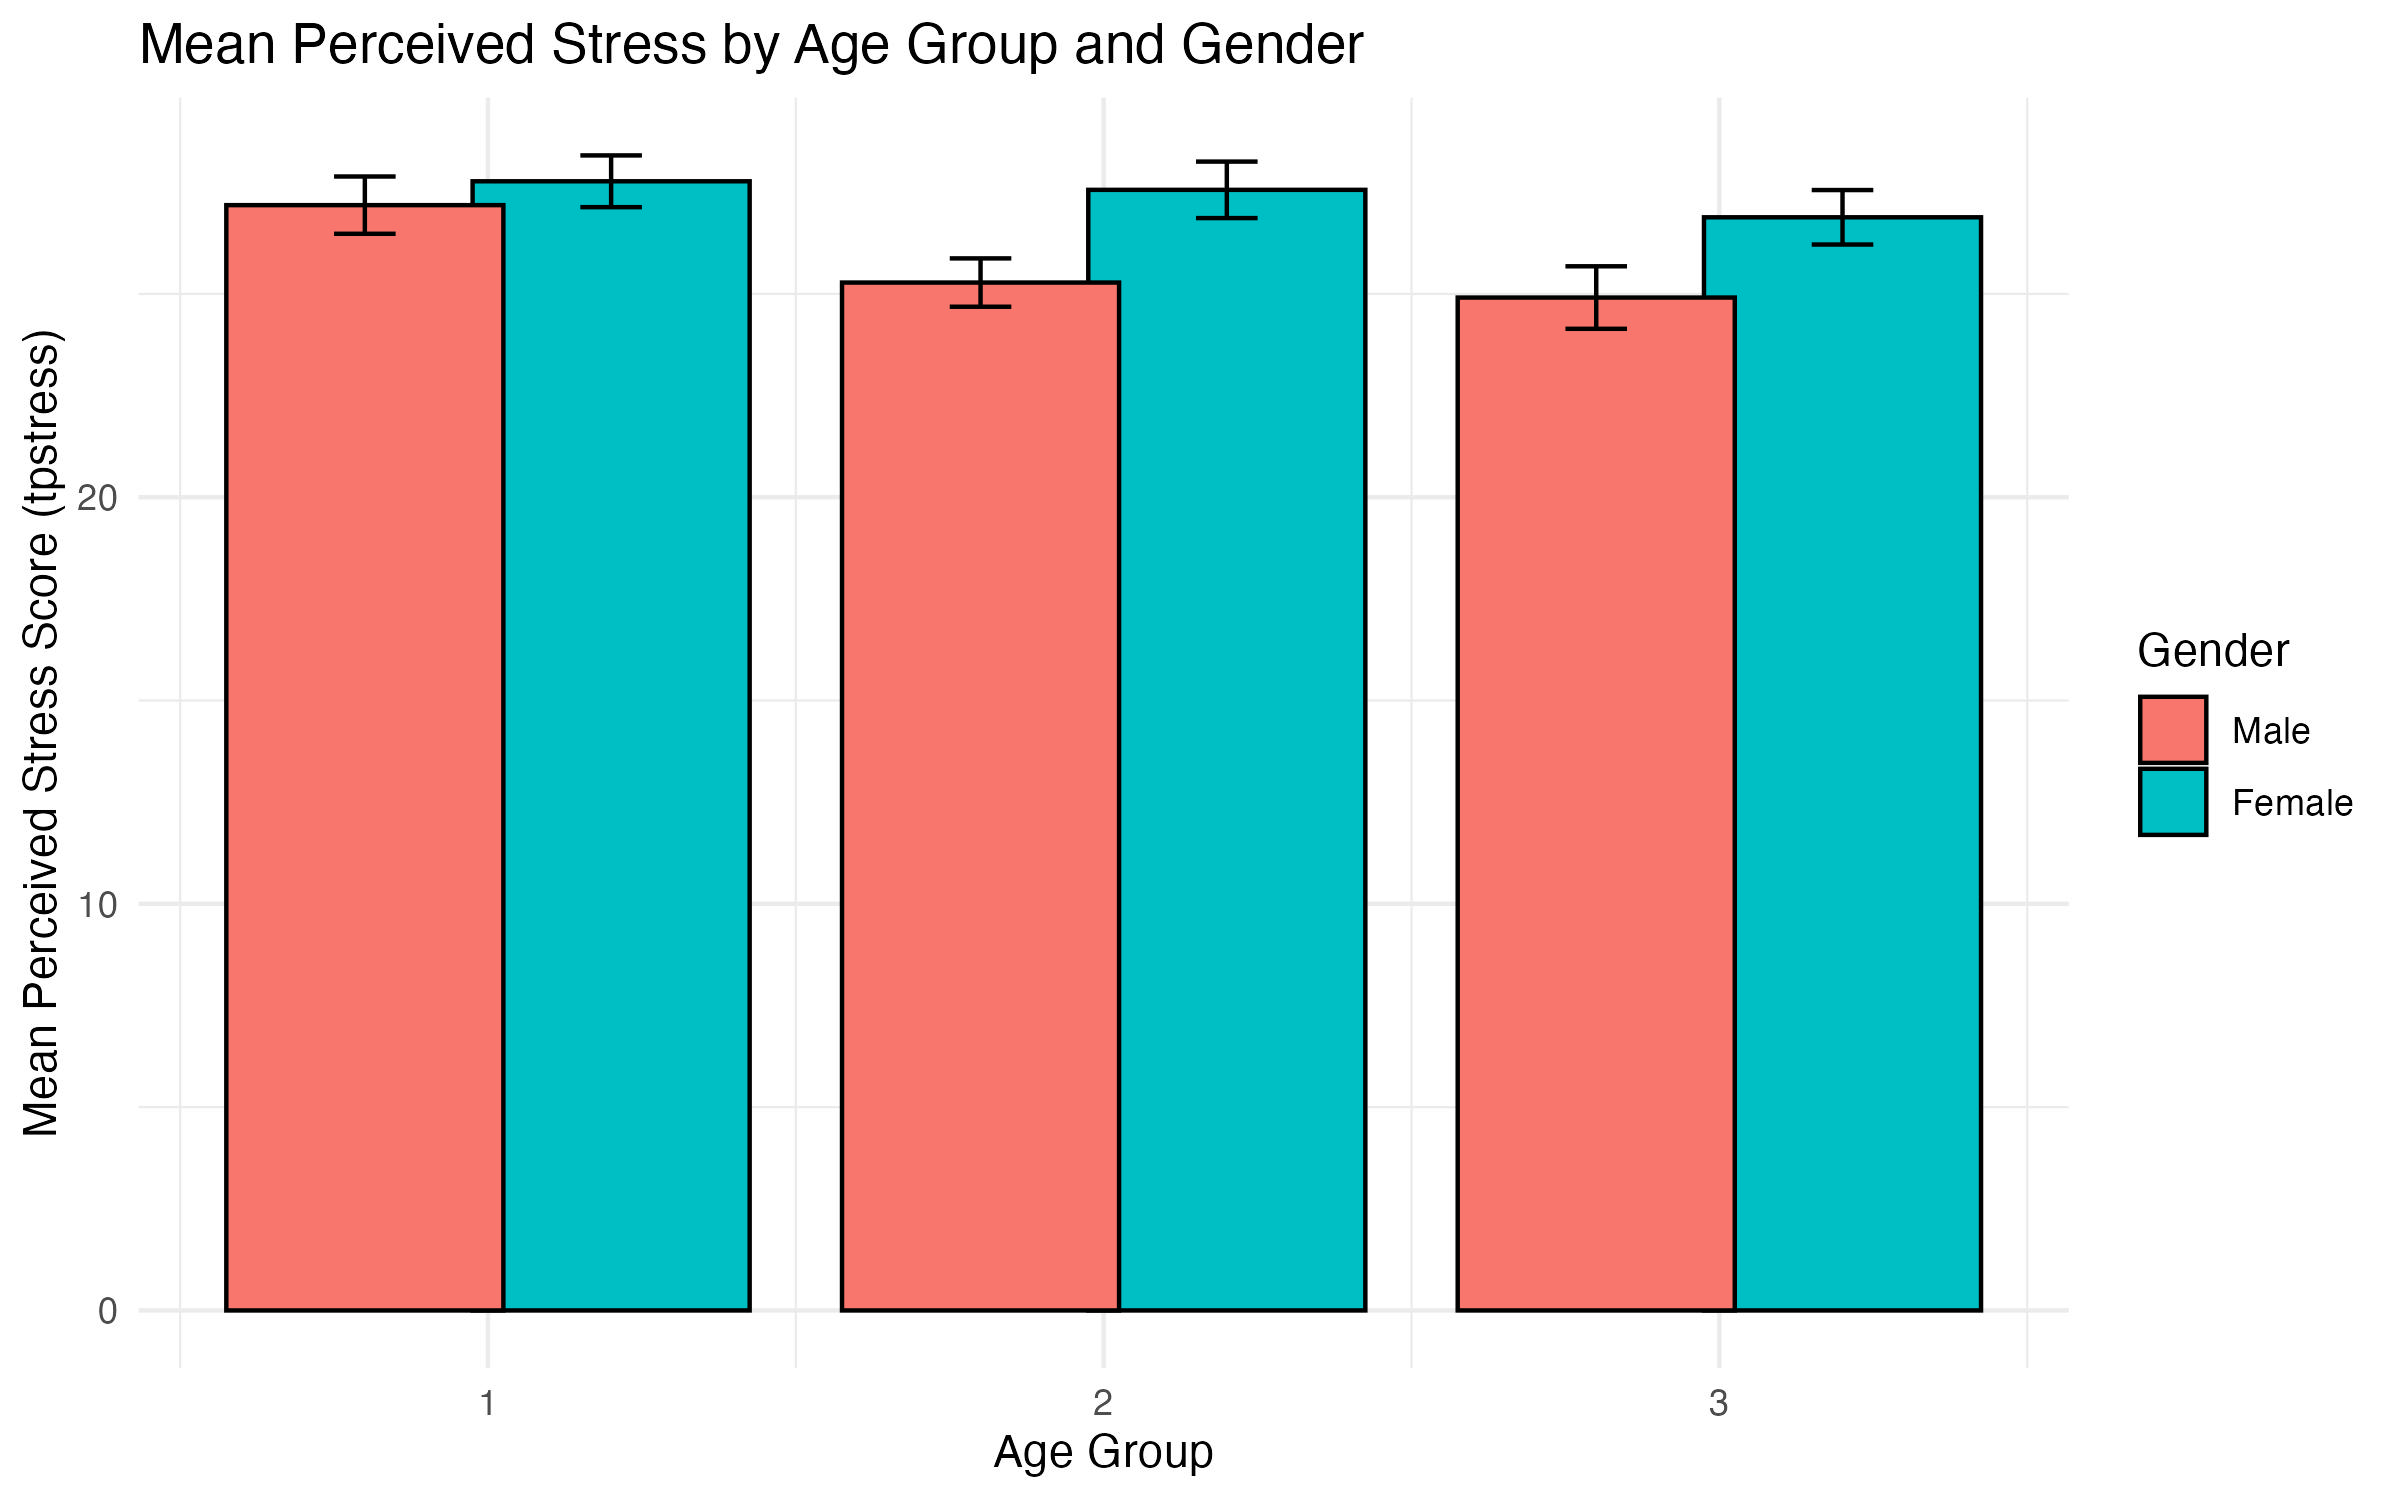 Mean Perceived Stress by Age Group and Gender
Mean Perceived Stress Score (tpstress)
20
10
0
1
2
3
Age Group
Gender
Male
Female